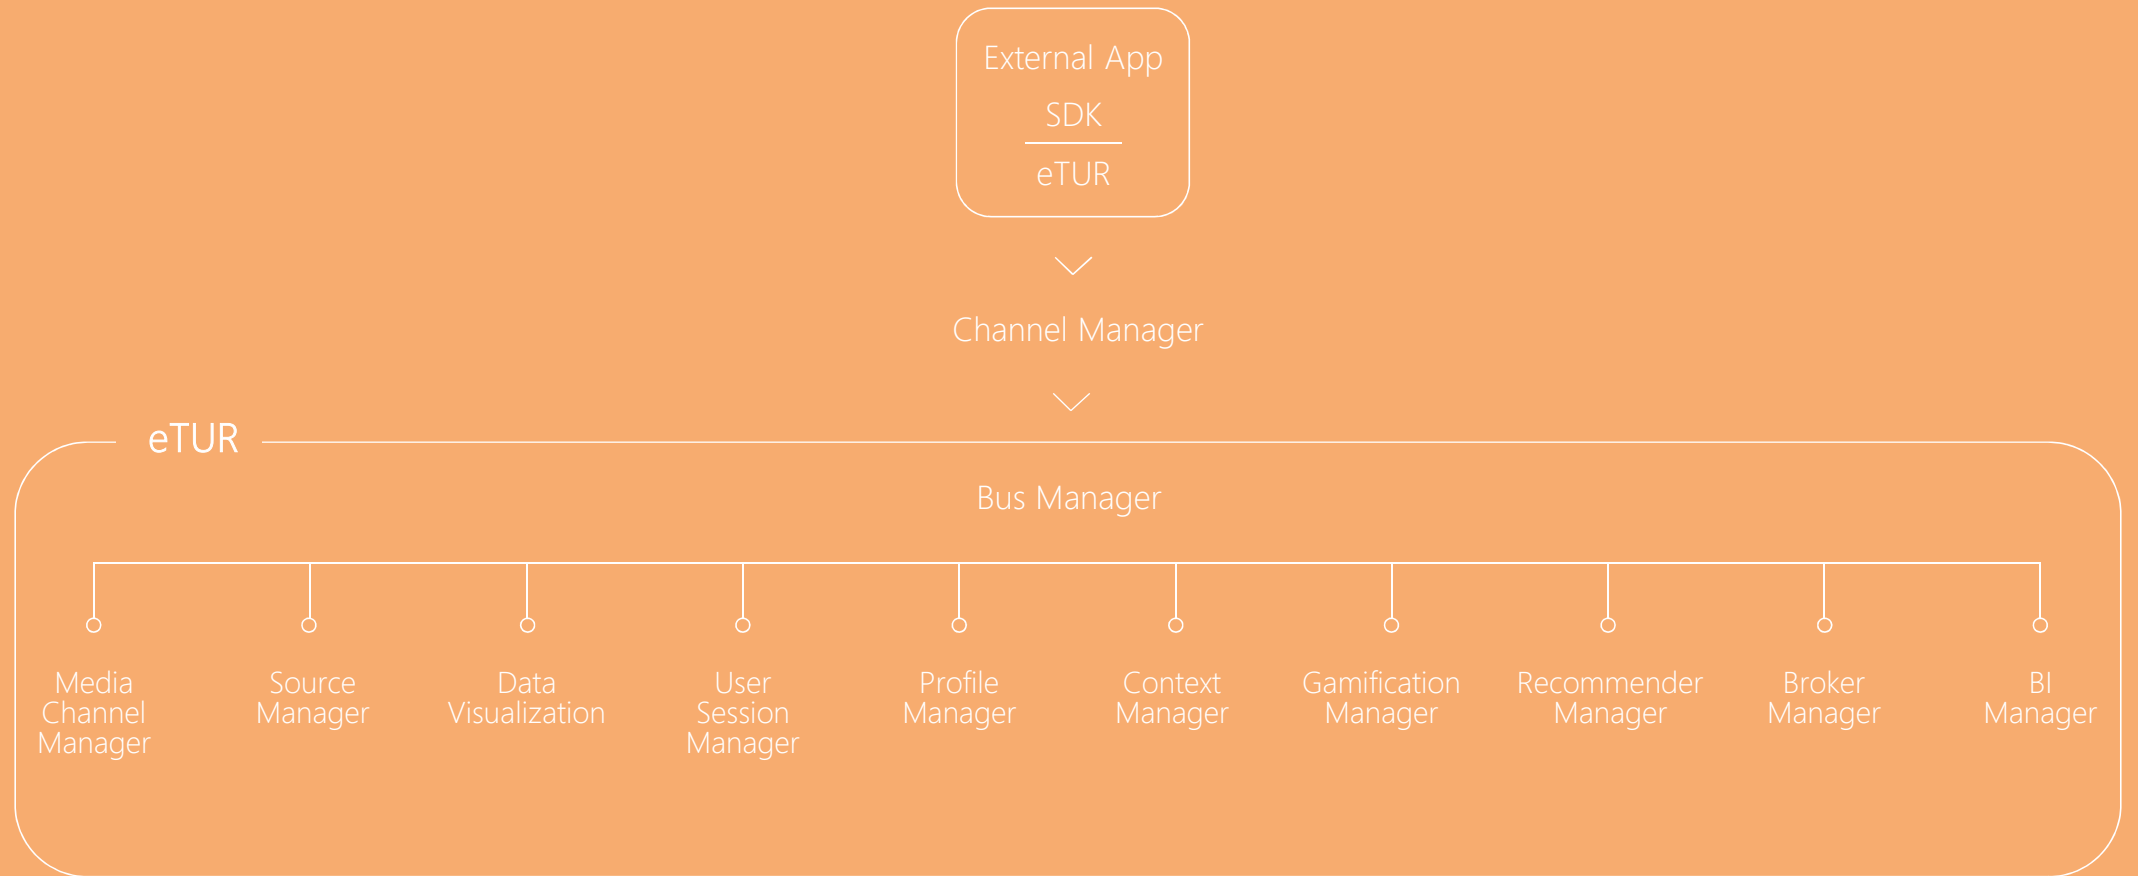 External App
SDK
eTUR
Channel Manager
eTUR
Bus Manager
Media
Channel
Manager
Source
Manager
Data
Visualization
User
Session
Manager
Profile
Manager
Context
Manager
Gamification
Manager
Recommender
Manager
Broker
Manager
BI
Manager